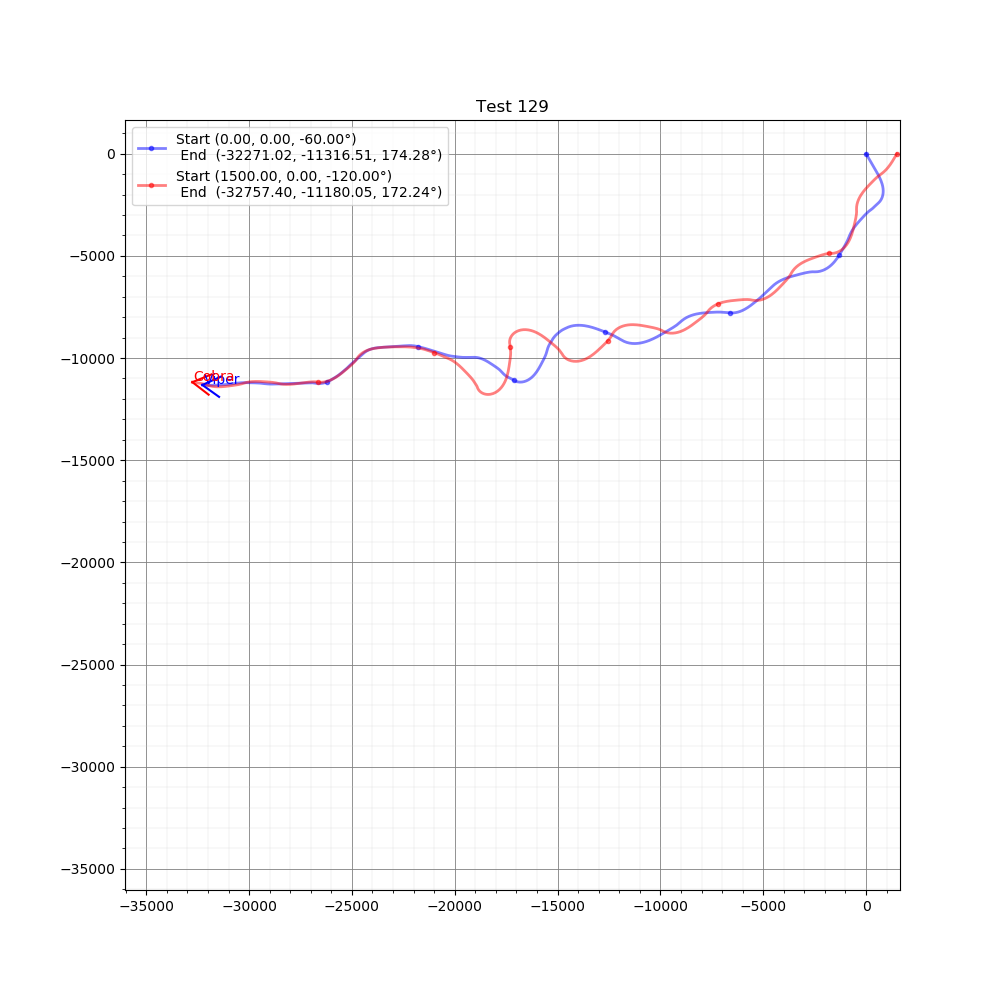 Test 129
Start (0.00, 0.00, -60.00°)
End  (-32271.02, -11316.51, 174.28°)
Start (1500.00, 0.00, -120.00°)
End  (-32757.40, -11180.05, 172.24°)
0
−5000
−10000
−15000
−20000
−25000
−30000
−35000
Cobra
Viper
−35000
−30000
−25000
−20000
−15000
−10000
−5000
0